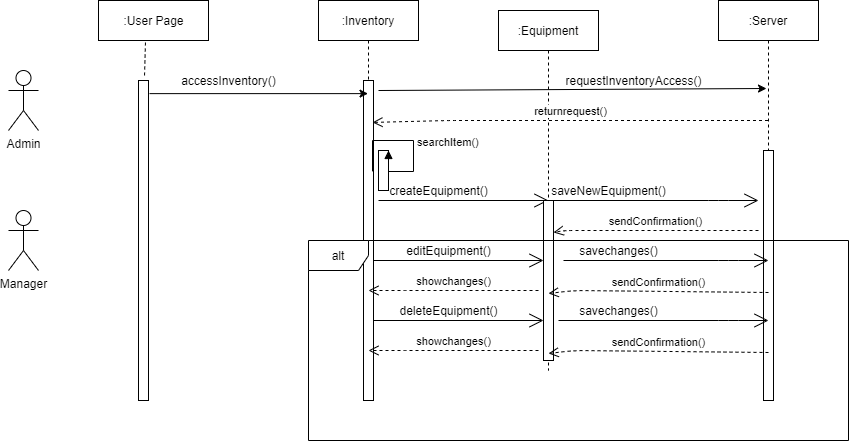 :User Page
:Inventory
:Equipment
:Server
accessInventory()
requestInventoryAccess()
returnrequest()
Admin
searchItem()
createEquipment()
saveNewEquipment()
sendConfirmation()
alt
editEquipment()
savechanges()
Manager
showchanges()
sendConfirmation()
deleteEquipment()
savechanges()
showchanges()
sendConfirmation()